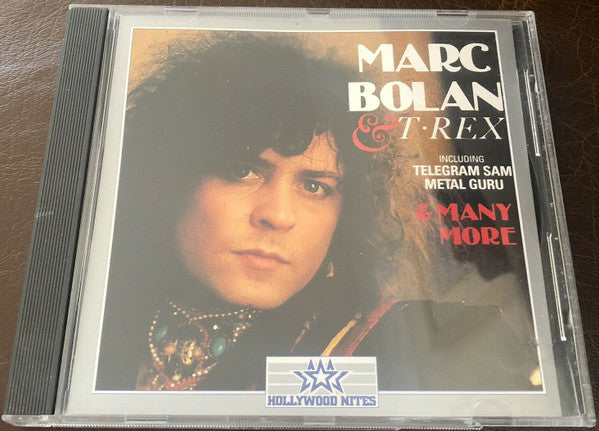 MARC
BOLAN
& T·REX
INCLUDING
TELEGRAM SAM
METAL GURU
& MANY
MORE
HOLLYWOOD NITES